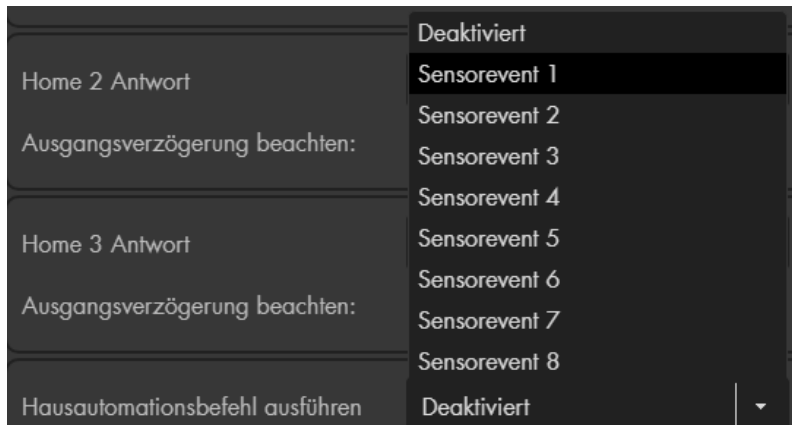 Deaktiviert
Sensorevent 1
Home 2 Antwort
Sensorevent 2
Ausgangsverzögerung beachten:
Sensorevent 3
Sensorevent 4
Home 3 Antwort
Sensorevent 5
Sensorevent 6
Ausgangsverzögerung beachten:
Sensorevent 7
Sensorevent 8
Hausautomationsbefehl ausführen Deaktiviert